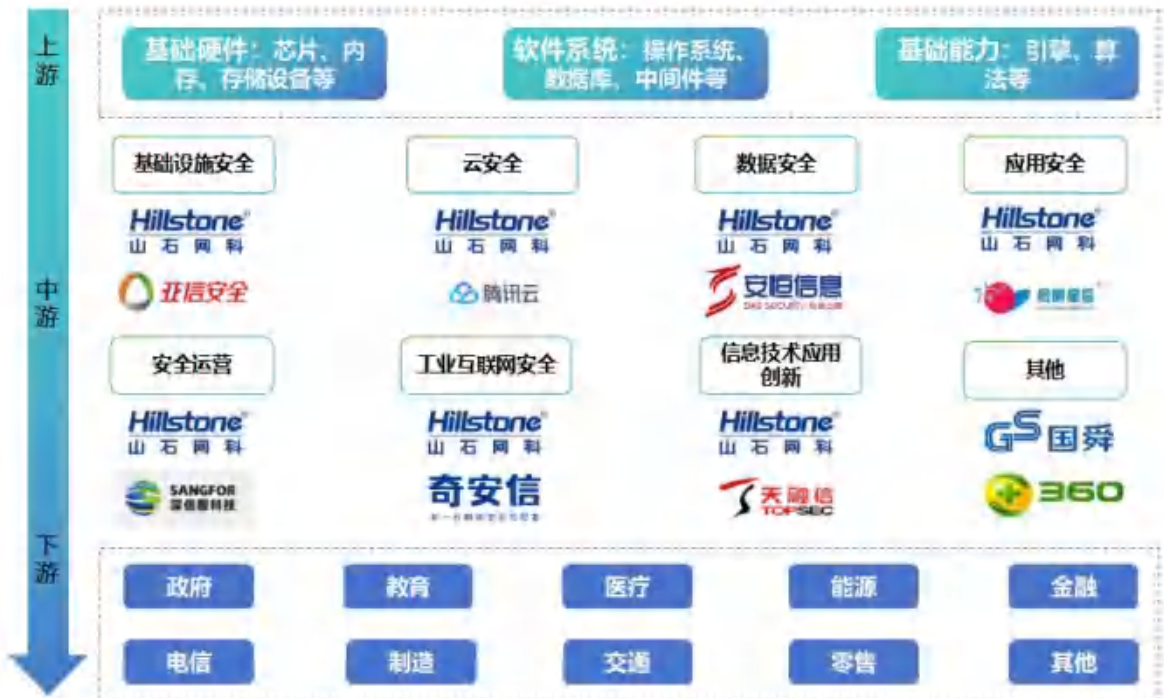 上游
基础硬件：芯片、内
存、存储设备等
软件系统：操作系统、
数据库、中间件等
基础能力：引擎、算
法等
中游
基础设施安全
云安全
数据安全
应用安全
Hillstone
山石网科
Hillstone
山石网科
Hillstone
山石网科
Hillstone
山石网科
亚信安全
腾讯云
安恒信息
安全运营
工业互联网安全
信息技术应用
创新
其他
Hillstone
山石网科
Hillstone
山石网科
Hillstone
山石网科
GS国舜
SANGFOR
深信服科技
奇安信
天融信
TOPSEC
360
下游
政府
教育
医疗
能源
金融
电信
制造
交通
零售
其他